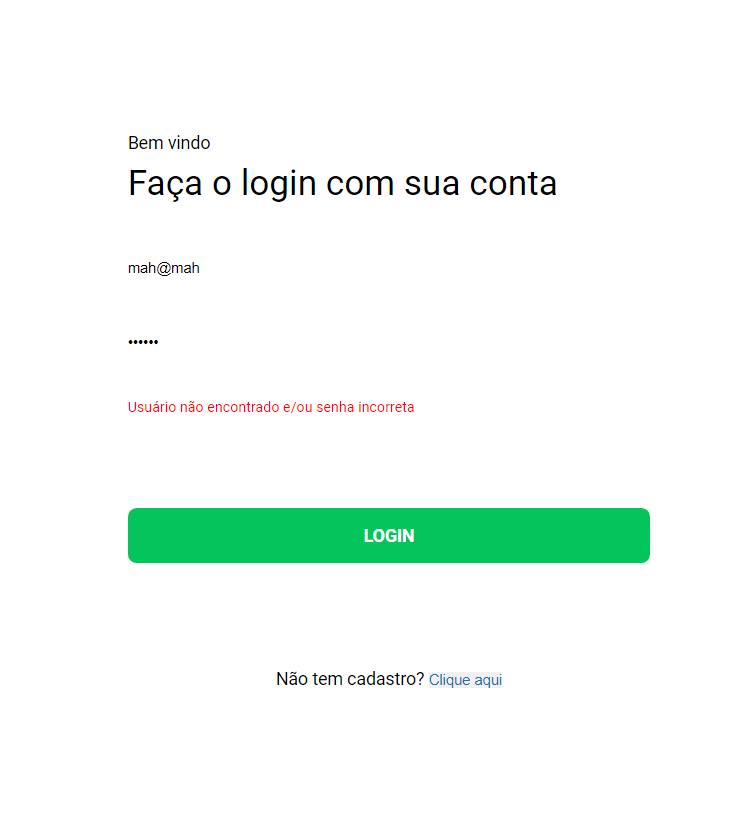 Bem vindo
Faça o login com sua conta
mah@mah
••••••
Usuário não encontrado e/ou senha incorreta
LOGIN
Não tem cadastro? Clique aqui